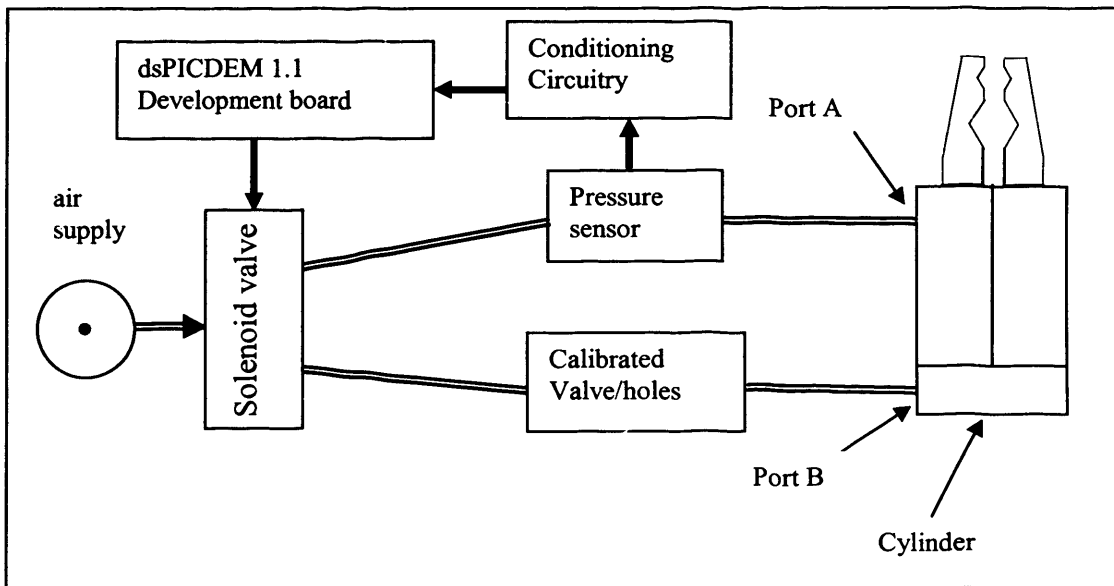 dsPICDEM 1.1
Development board
Conditioning
Circuitry
Port A
air
supply
Solenoid valve
Pressure
sensor
Calibrated
Valve/holes
Port B
Cylinder